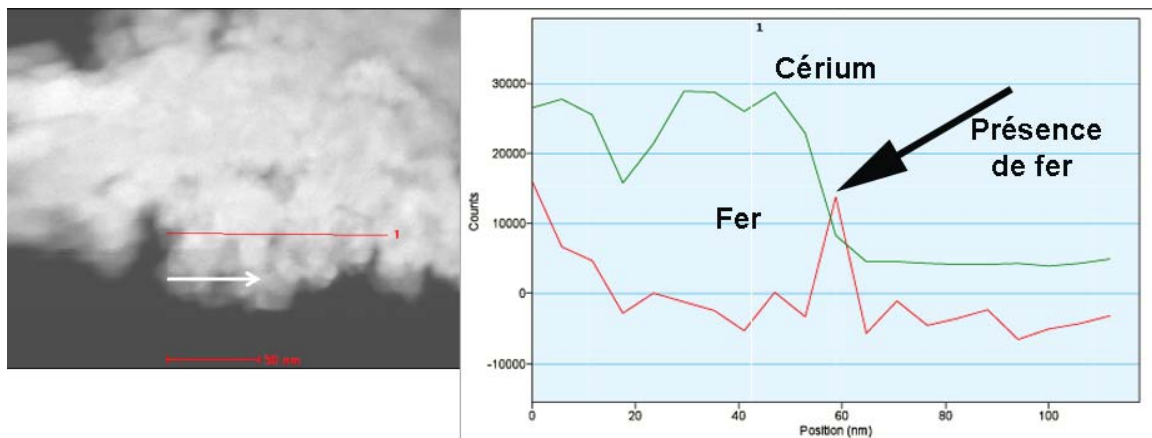 1
50 nm
1
Cérium
Présence
de fer
Fer
Counts
30000
20000
10000
0
-10000
0
20
40
60
80
100
Position (nm)